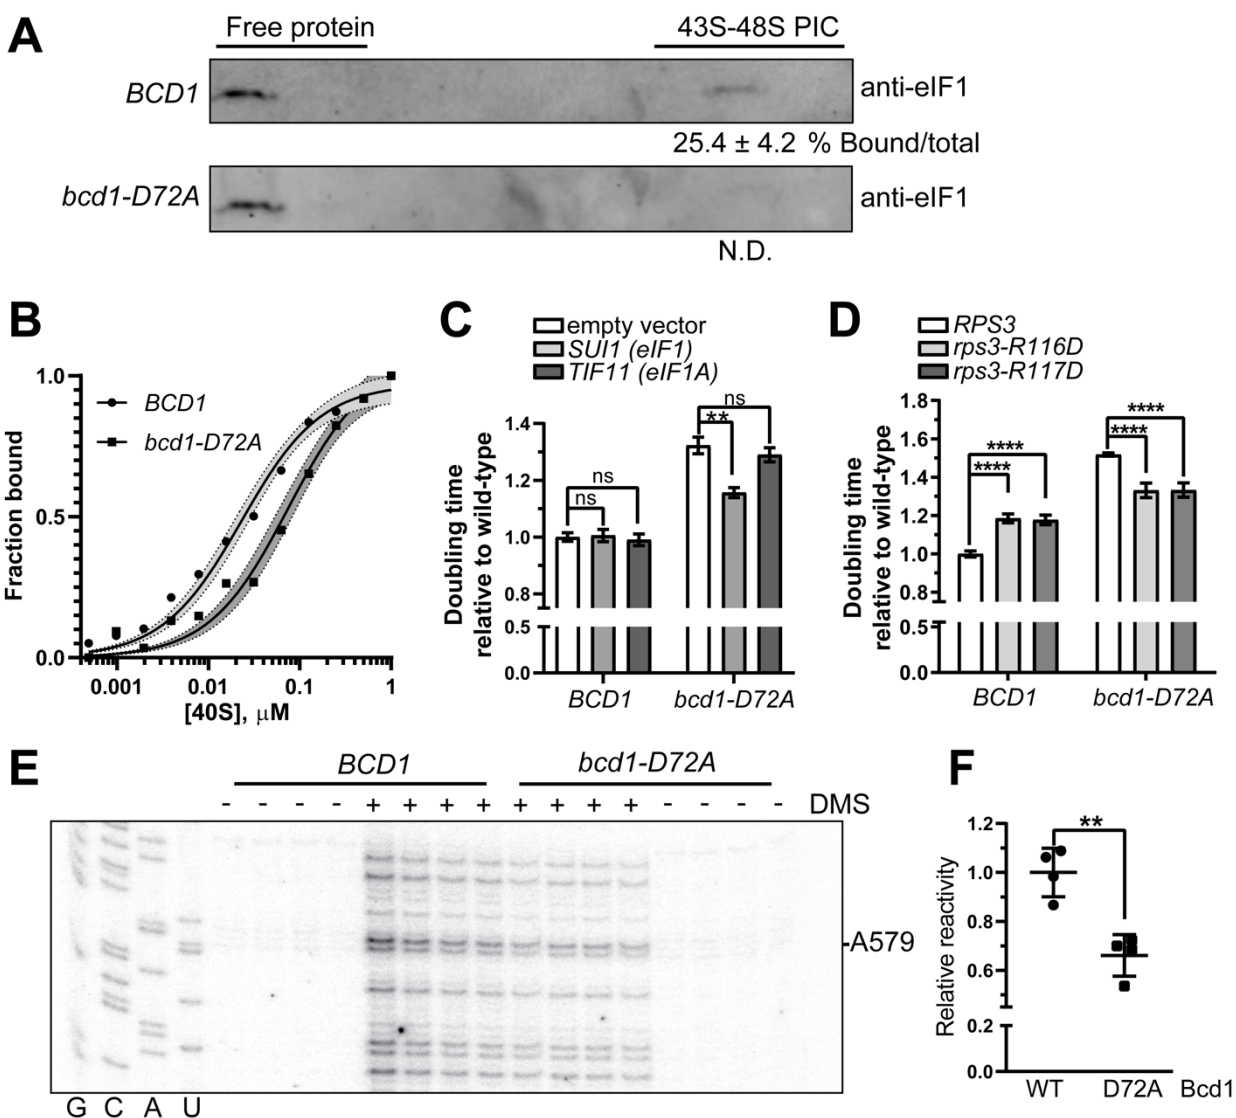 A
Free protein
43S-48S PIC
BCD1
anti-eIF1
25.4 ± 4.2 % Bound/total
bcd1-D72A
anti-eIF1
N.D.
B
1.0
0.5
0.0
Fraction bound
BCD1
bcd1-D72A
0.001 0.01 0.1 1
[40S], µM
C
empty vector
SUI1 (eIF1)
TIF11 (eIF1A)
Doubling time
relative to wild-type
1.4
1.2
1.0
0.8
0.5
0.0
ns
ns
ns
**
BCD1 bcd1-D72A
D
RPS3
rps3-R116D
rps3-R117D
Doubling time
relative to wild-type
1.8
1.6
1.4
1.2
1.0
0.8
0.5
0.0
****
****
****
****
BCD1 bcd1-D72A
E
BCD1 bcd1-D72A
- - - - + + + + + + + + - - - - DMS
-A579
G C A U
F
Relative reactivity
1.2
1.0
0.8
0.6
0.2
0.0
**
WT D72A Bcd1